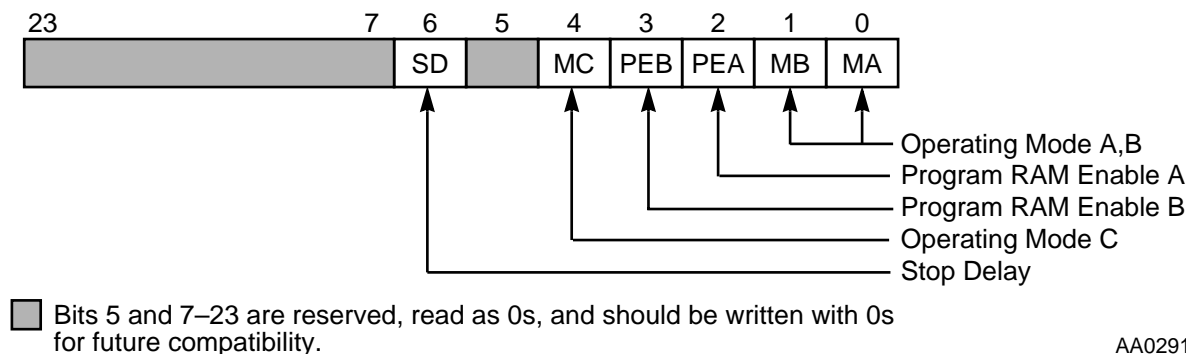 23 7 6 5 4 3 2 1 0
SD MC PEB PEA MB MA
Operating Mode A,B
Program RAM Enable A
Program RAM Enable B
Operating Mode C
Stop Delay
Bits 5 and 7–23 are reserved, read as 0s, and should be written with 0s
for future compatibility.
AA0291